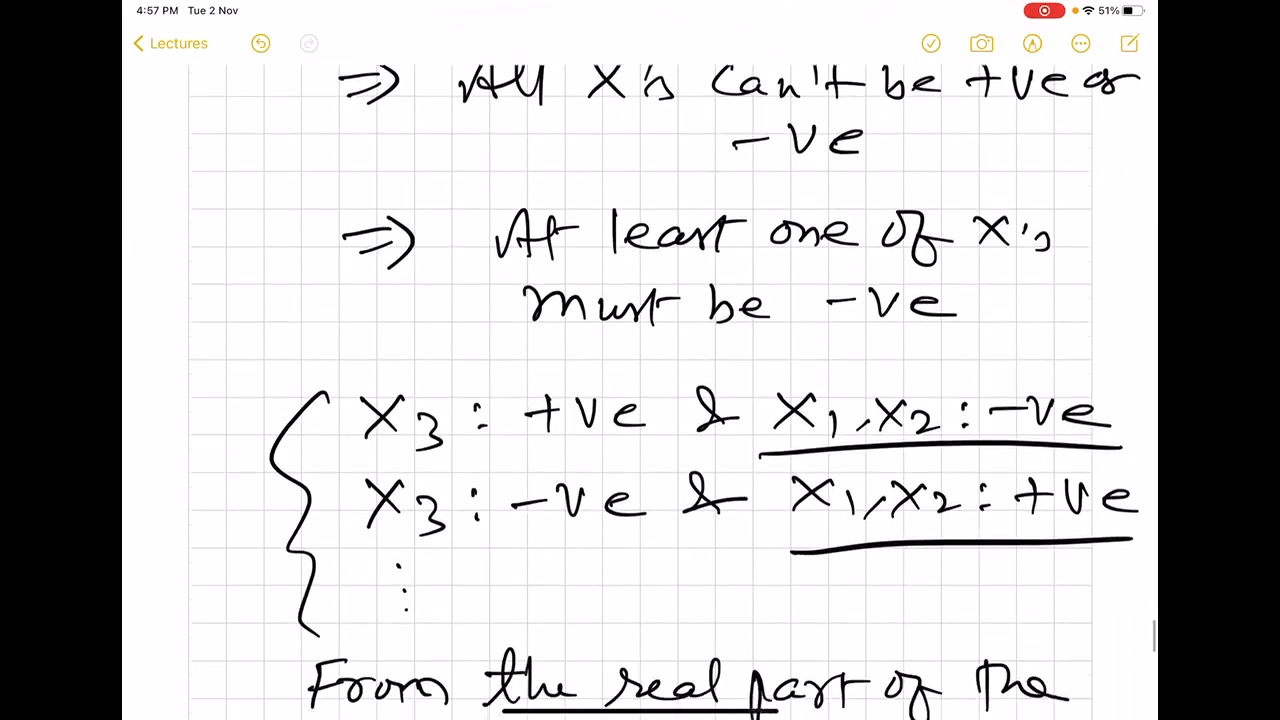 4:57 PM Tue 2 Nov
51%
Lectures
⇒ All X's can't be +ve or
-ve
⇒ At least one of X's
must be -ve
X3 : +ve & X1, X2 : -ve
X3 : -ve & X1, X2 : +ve
⋮
From the real part of the